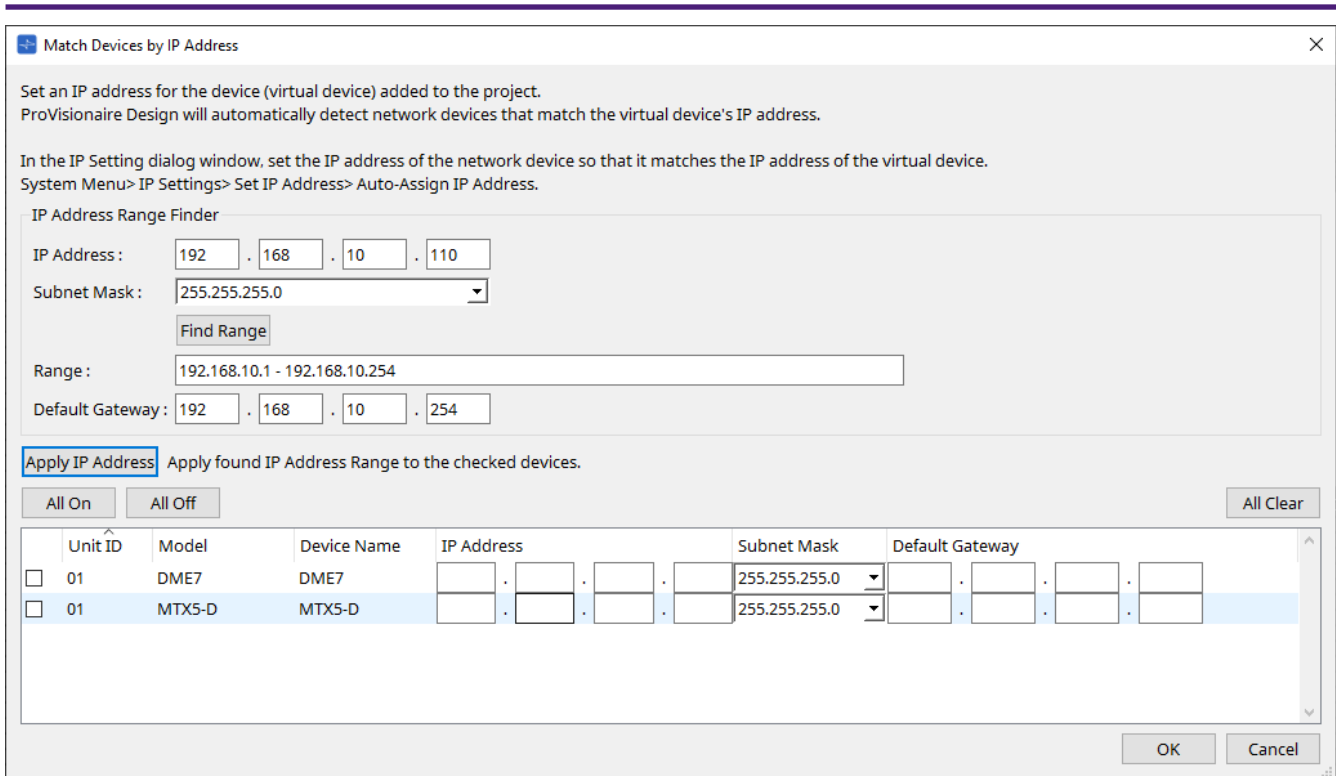 Match Devices by IP Address
Set an IP address for the device (virtual device) added to the project.
ProVisionaire Design will automatically detect network devices that match the virtual device's IP address.
In the IP Setting dialog window, set the IP address of the network device so that it matches the IP address of the virtual device.
System Menu> IP Settings> Set IP Address> Auto-Assign IP Address.
IP Address Range Finder
IP Address : 192 . 168 . 10 . 110
Subnet Mask : 255.255.255.0
Find Range
Range : 192.168.10.1 - 192.168.10.254
Default Gateway : 192 . 168 . 10 . 254
Apply IP Address Apply found IP Address Range to the checked devices.
All On All Off All Clear
Unit ID Model Device Name IP Address Subnet Mask Default Gateway
01 DME7 DME7 . . . 255.255.255.0 . . .
01 MTX5-D MTX5-D . . . 255.255.255.0 . . .
OK Cancel